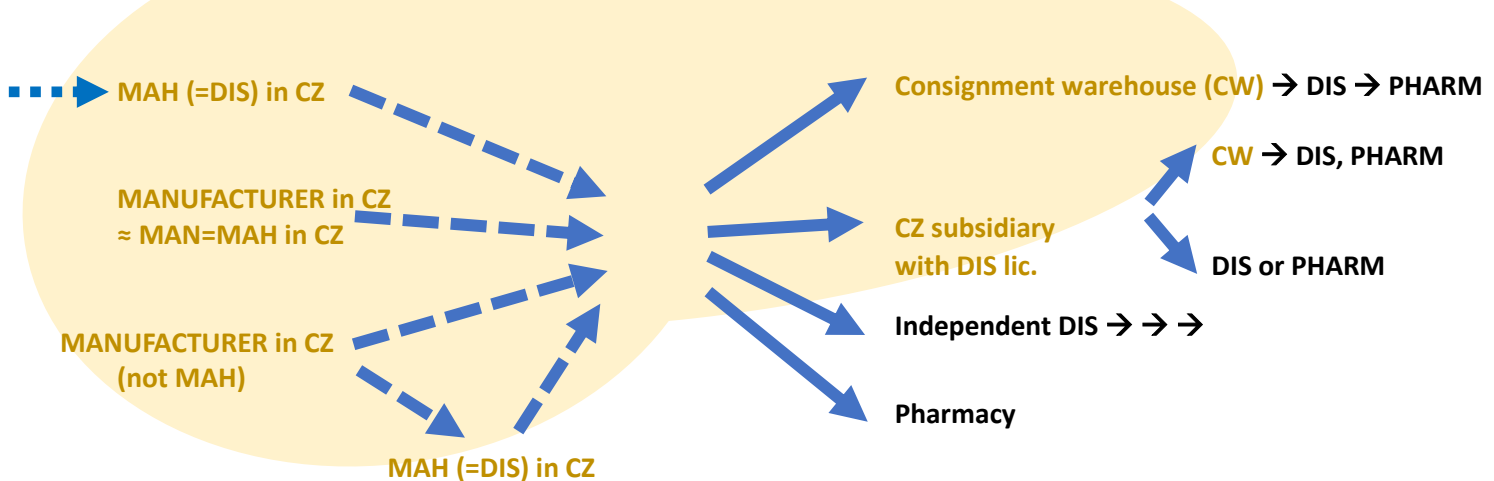 MAH (=DIS) in CZ
Consignment warehouse (CW) → DIS → PHARM
CW → DIS, PHARM
MANUFACTURER in CZ
≈ MAN=MAH in CZ
CZ subsidiary
with DIS lic.
DIS or PHARM
Independent DIS → → →
MANUFACTURER in CZ
(not MAH)
Pharmacy
MAH (=DIS) in CZ